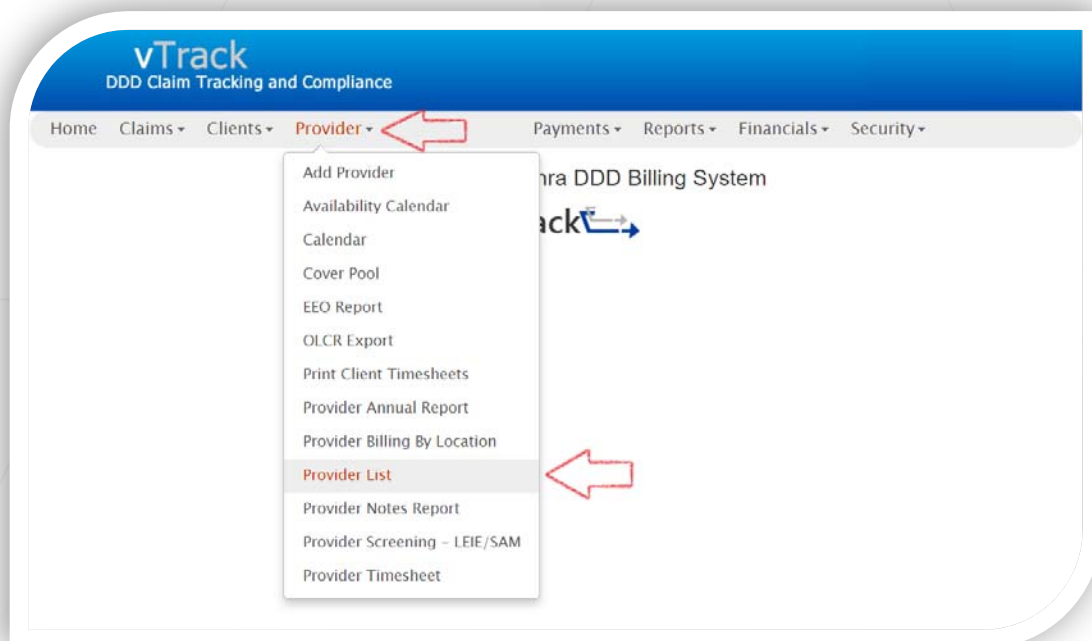 vTrack
DDD Claim Tracking and Compliance
Home Claims Clients Provider Payments Reports Financials Security
Add Provider
DDD Billing System
Availability Calendar
Calendar
Cover Pool
EEO Report
OLCR Export
Print Client Timesheets
Provider Annual Report
Provider Billing By Location
Provider List
Provider Notes Report
Provider Screening – LEIE/SAM
Provider Timesheet